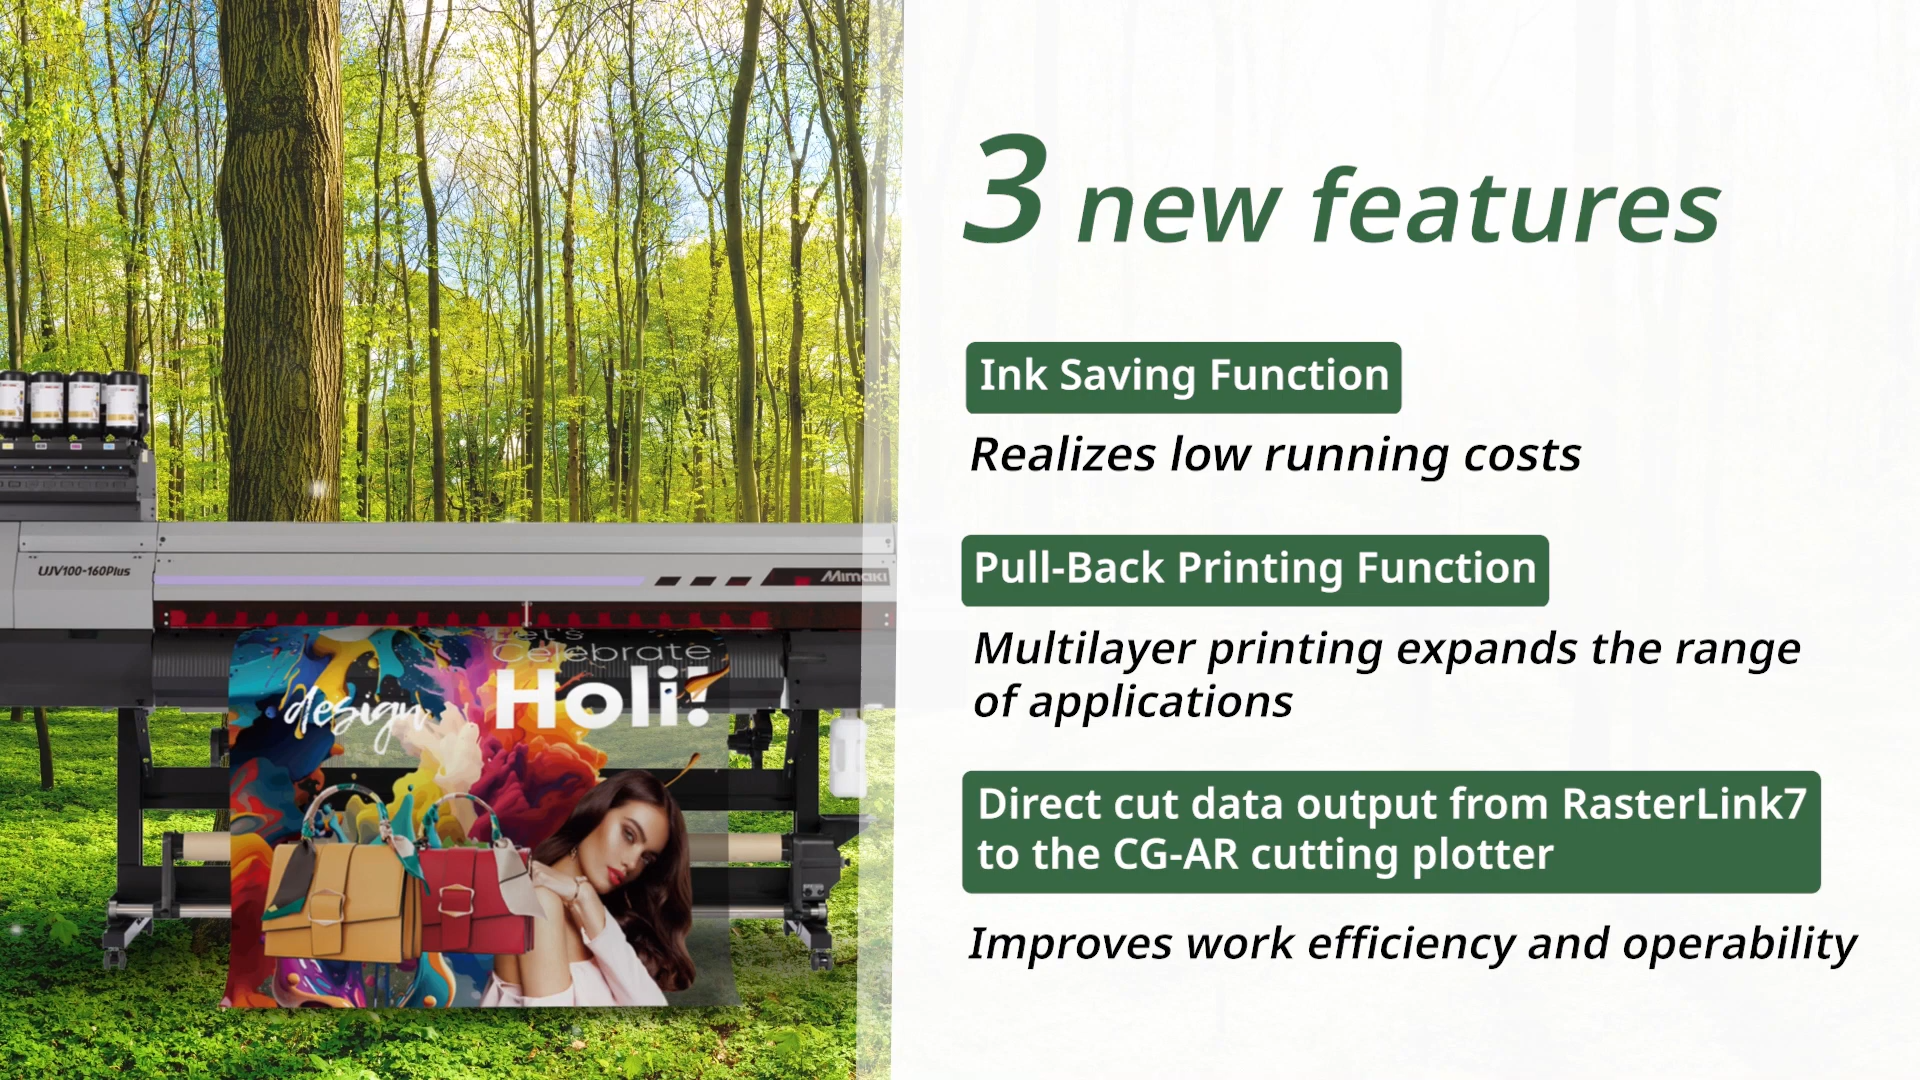 3 new features
Ink Saving Function
Realizes low running costs
Pull-Back Printing Function
Multilayer printing expands the range
of applications
Direct cut data output from RasterLink7
to the CG-AR cutting plotter
Improves work efficiency and operability
UJV100-160Plus
Mimaki
Let's
Celebrate
Holi!
design